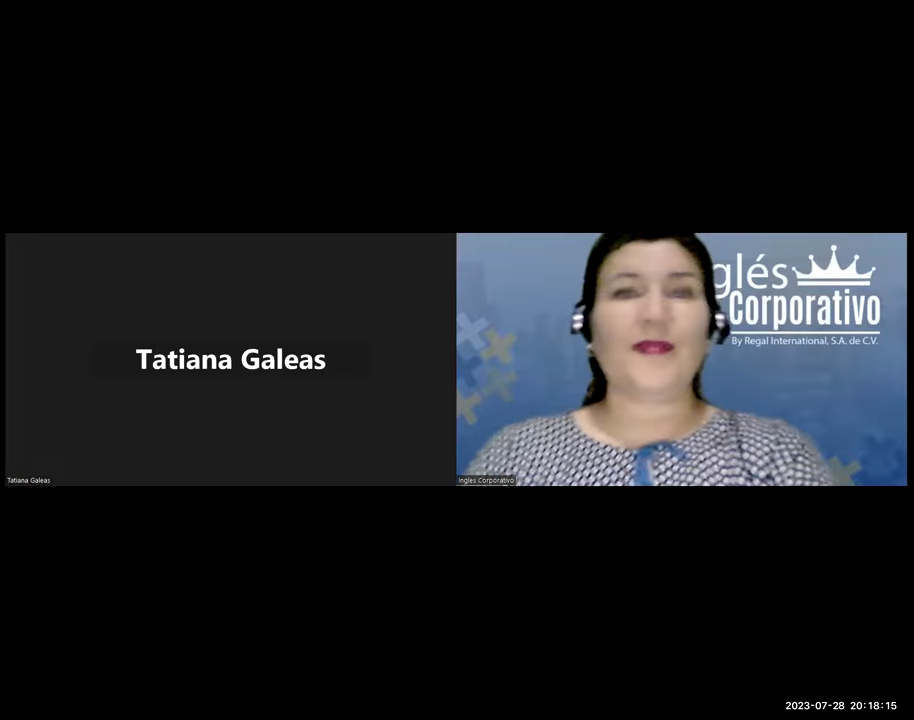 Tatiana Galeas
Tatiana Galeas
glés
Corporativo
By Regal International, S.A. de C.V.
Ingles Corporativo
2023-07-28 20:18:15